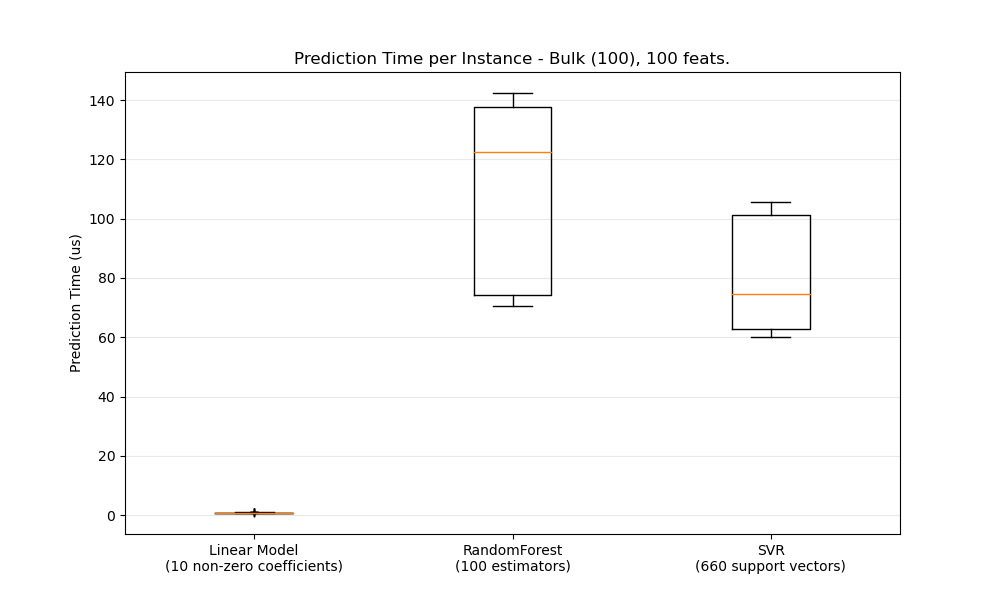 Prediction Time per Instance - Bulk (100), 100 feats.
Prediction Time (us)
140
120
100
80
60
40
20
0
Linear Model
(10 non-zero coefficients)
RandomForest
(100 estimators)
SVR
(660 support vectors)